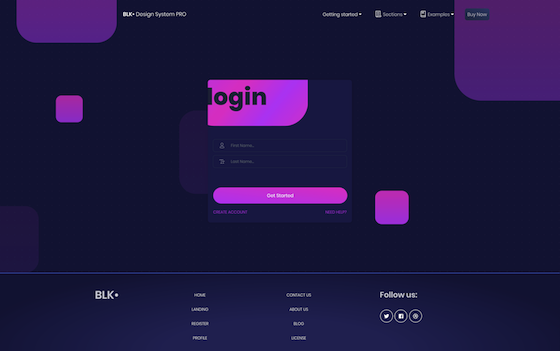 BLK• Design System PRO
Getting started
Sections
Examples
Buy Now
login
First Name...
Last Name...
Get Started
CREATE ACCOUNT
NEED HELP?
BLK•
HOME
LANDING
REGISTER
PROFILE
CONTACT US
ABOUT US
BLOG
LICENSE
Follow us: